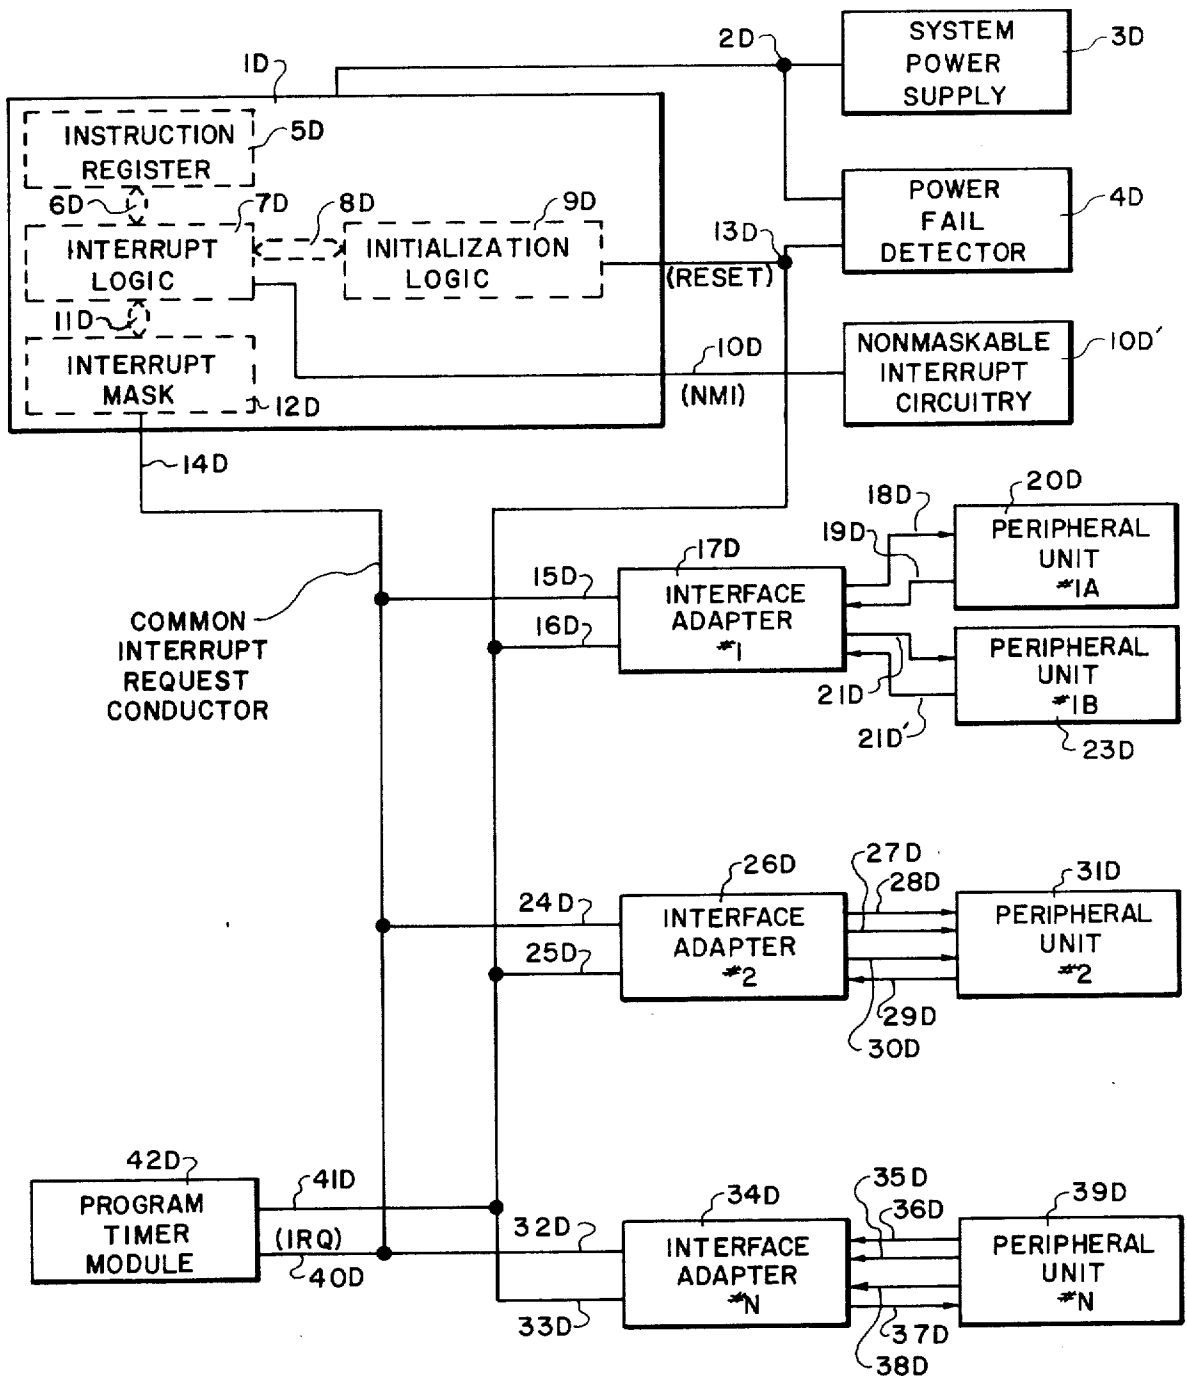 2D
SYSTEM
POWER
SUPPLY
3D
1D
INSTRUCTION
REGISTER
5D
6D
7D
8D
9D
INTERRUPT
LOGIC
INITIALIZATION
LOGIC
13D
(RESET)
POWER
FAIL
DETECTOR
4D
11D
INTERRUPT
MASK
12D
10D
(NMI)
NONMASKABLE
INTERRUPT
CIRCUITRY
10D'
14D
COMMON
INTERRUPT
REQUEST
CONDUCTOR
15D
16D
17D
INTERFACE
ADAPTER
#1
18D
19D
20D
PERIPHERAL
UNIT
#1A
21D
21D'
PERIPHERAL
UNIT
#1B
23D
24D
25D
26D
INTERFACE
ADAPTER
#2
27D
28D
29D
30D
31D
PERIPHERAL
UNIT
#2
42D
PROGRAM
TIMER
MODULE
41D
(IRQ)
40D
32D
33D
34D
INTERFACE
ADAPTER
#N
35D
36D
37D
38D
39D
PERIPHERAL
UNIT
#N